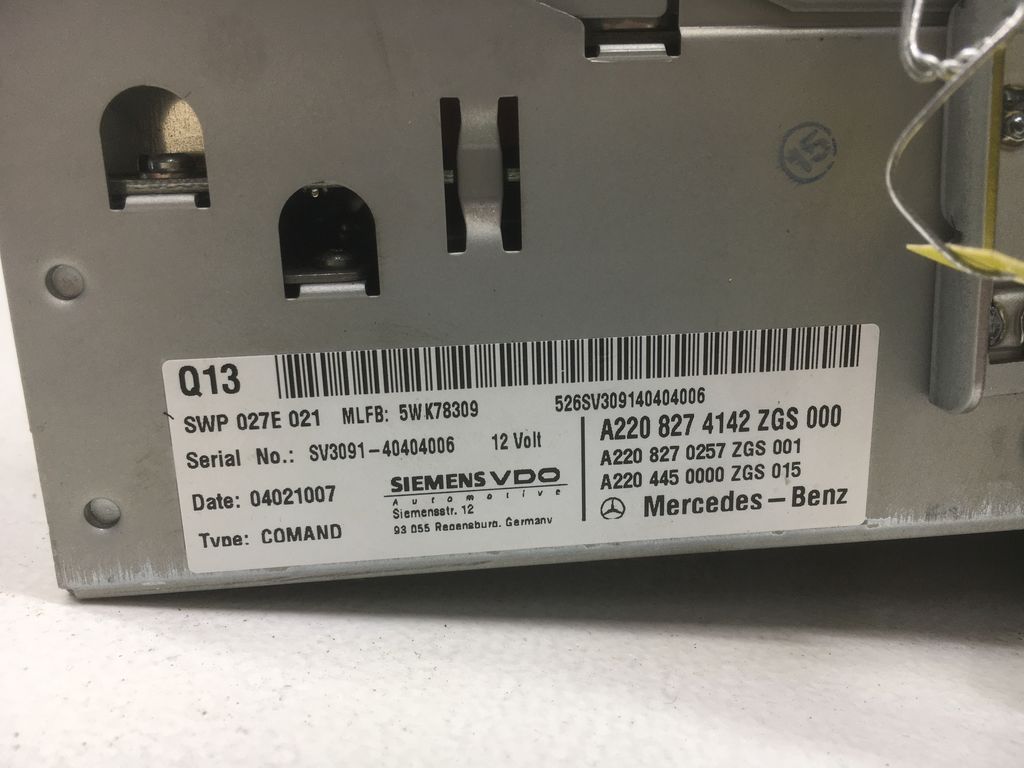 15
Q13
SWP 027E 021 MLFB: 5WK78309
526SV309140404006
Serial No.: SV3091-40404006 12 Volt
Date: 04021007
Type: COMAND
SIEMENS VDO
Automotive
Siemensstr. 12
93 055 Regensburg, Germany
A220 827 4142 ZGS 000
A220 827 0257 ZGS 001
A220 445 0000 ZGS 015
Mercedes-Benz